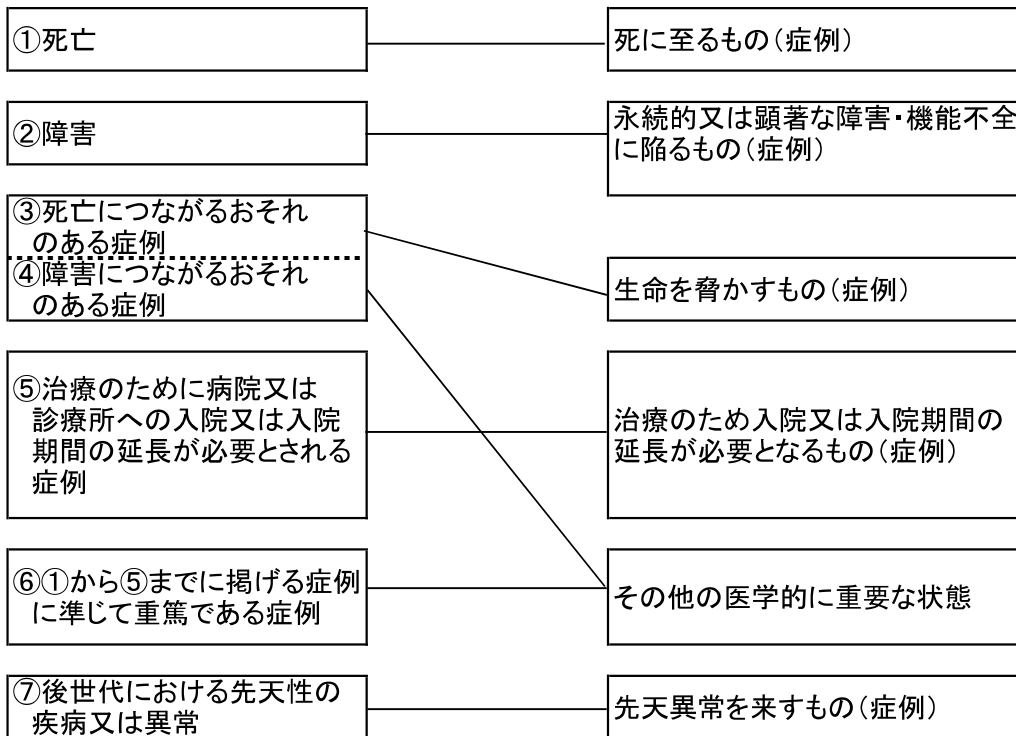 ①死亡
死に至るもの(症例)
②障害
永続的又は顕著な障害・機能不全
に陥るもの(症例)
③死亡につながるおそれ
のある症例
④障害につながるおそれ
のある症例
生命を脅かすもの(症例)
⑤治療のために病院又は
診療所への入院又は入院
期間の延長が必要とされる
症例
治療のため入院又は入院期間の
延長が必要となるもの(症例)
⑥①から⑤までに掲げる症例
に準じて重篤である症例
その他の医学的に重要な状態
⑦後世代における先天性の
疾病又は異常
先天異常を来すもの(症例)